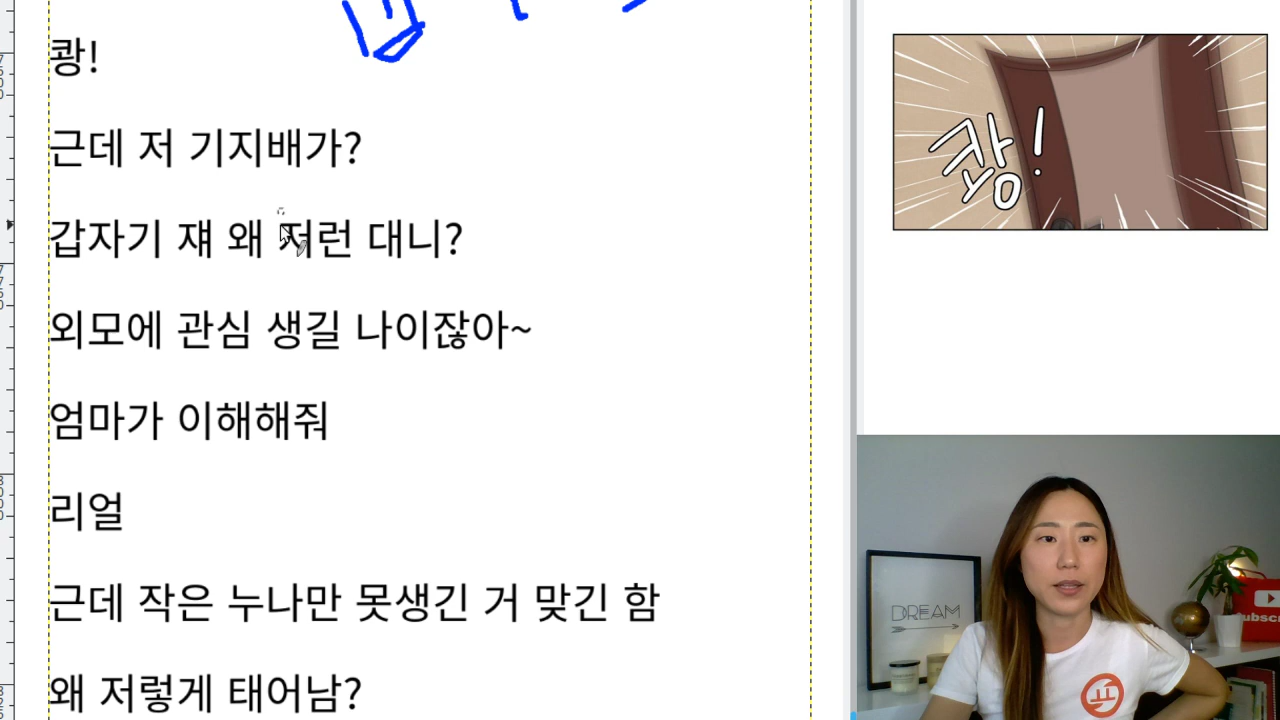 쾅!
근데 저 기지배가?
갑자기 쟤 왜 저런 대니?
외모에 관심 생길 나이잖아~
엄마가 이해해줘
리얼
근데 작은 누나만 못생긴 거 맞긴 함
왜 저렇게 태어남?
쾅!
DREAM